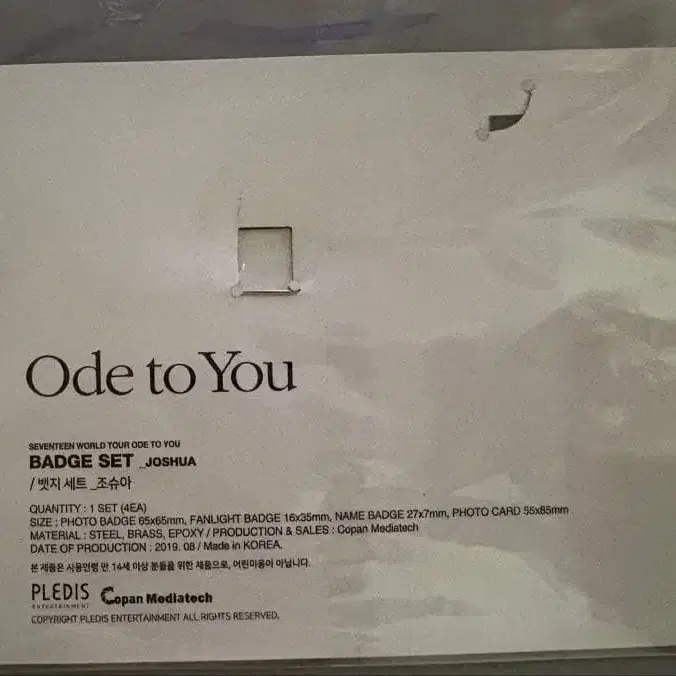 Ode to You
SEVENTEEN WORLD TOUR ODE TO YOU
BADGE SET _JOSHUA
/ 뱃지 세트 _조슈아
QUANTITY : 1 SET (4EA)
SIZE : PHOTO BADGE 65x65mm, FANLIGHT BADGE 16x35mm, NAME BADGE 27x7mm, PHOTO CARD 55x85mm
MATERIAL : STEEL, BRASS, EPOXY / PRODUCTION & SALES : Copan Mediatech
DATE OF PRODUCTION : 2019. 08 / Made in KOREA.
본 제품은 사용연령 만 14세 이상 분들을 위한 제품으로, 어린이용이 아닙니다.
PLEDIS Copan Mediatech
ENTERTAINMENT
COPYRIGHT PLEDIS ENTERTAINMENT ALL RIGHTS RESERVED.